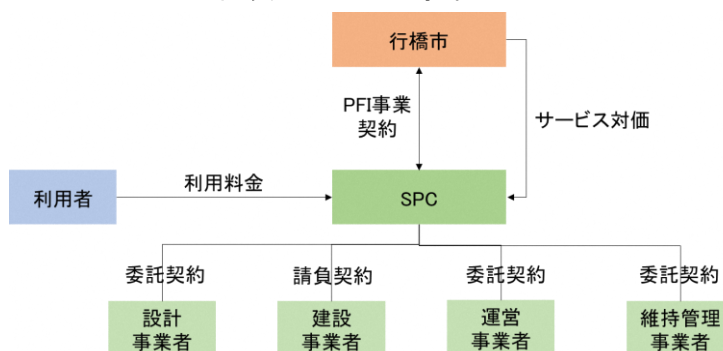 行橋市
PFI事業
契約
サービス対価
利用者
利用料金
SPC
委託契約
請負契約
委託契約
委託契約
設計
事業者
建設
事業者
運営
事業者
維持管理
事業者